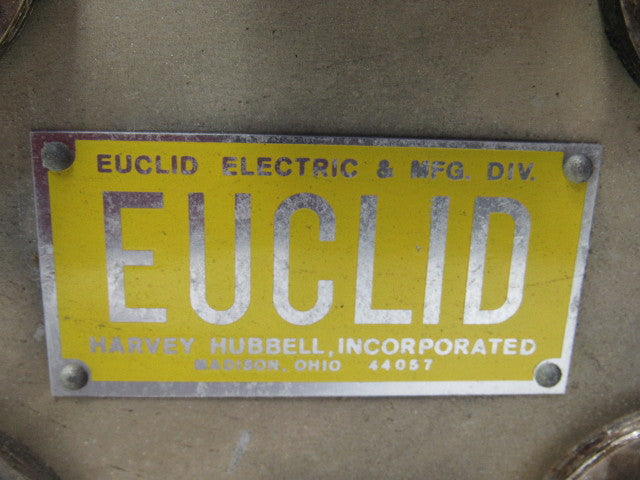 EUCLID ELECTRIC & MFG. DIV.
EUCLID
HARVEY HUBBELL, INCORPORATED
MADISON, OHIO 44057